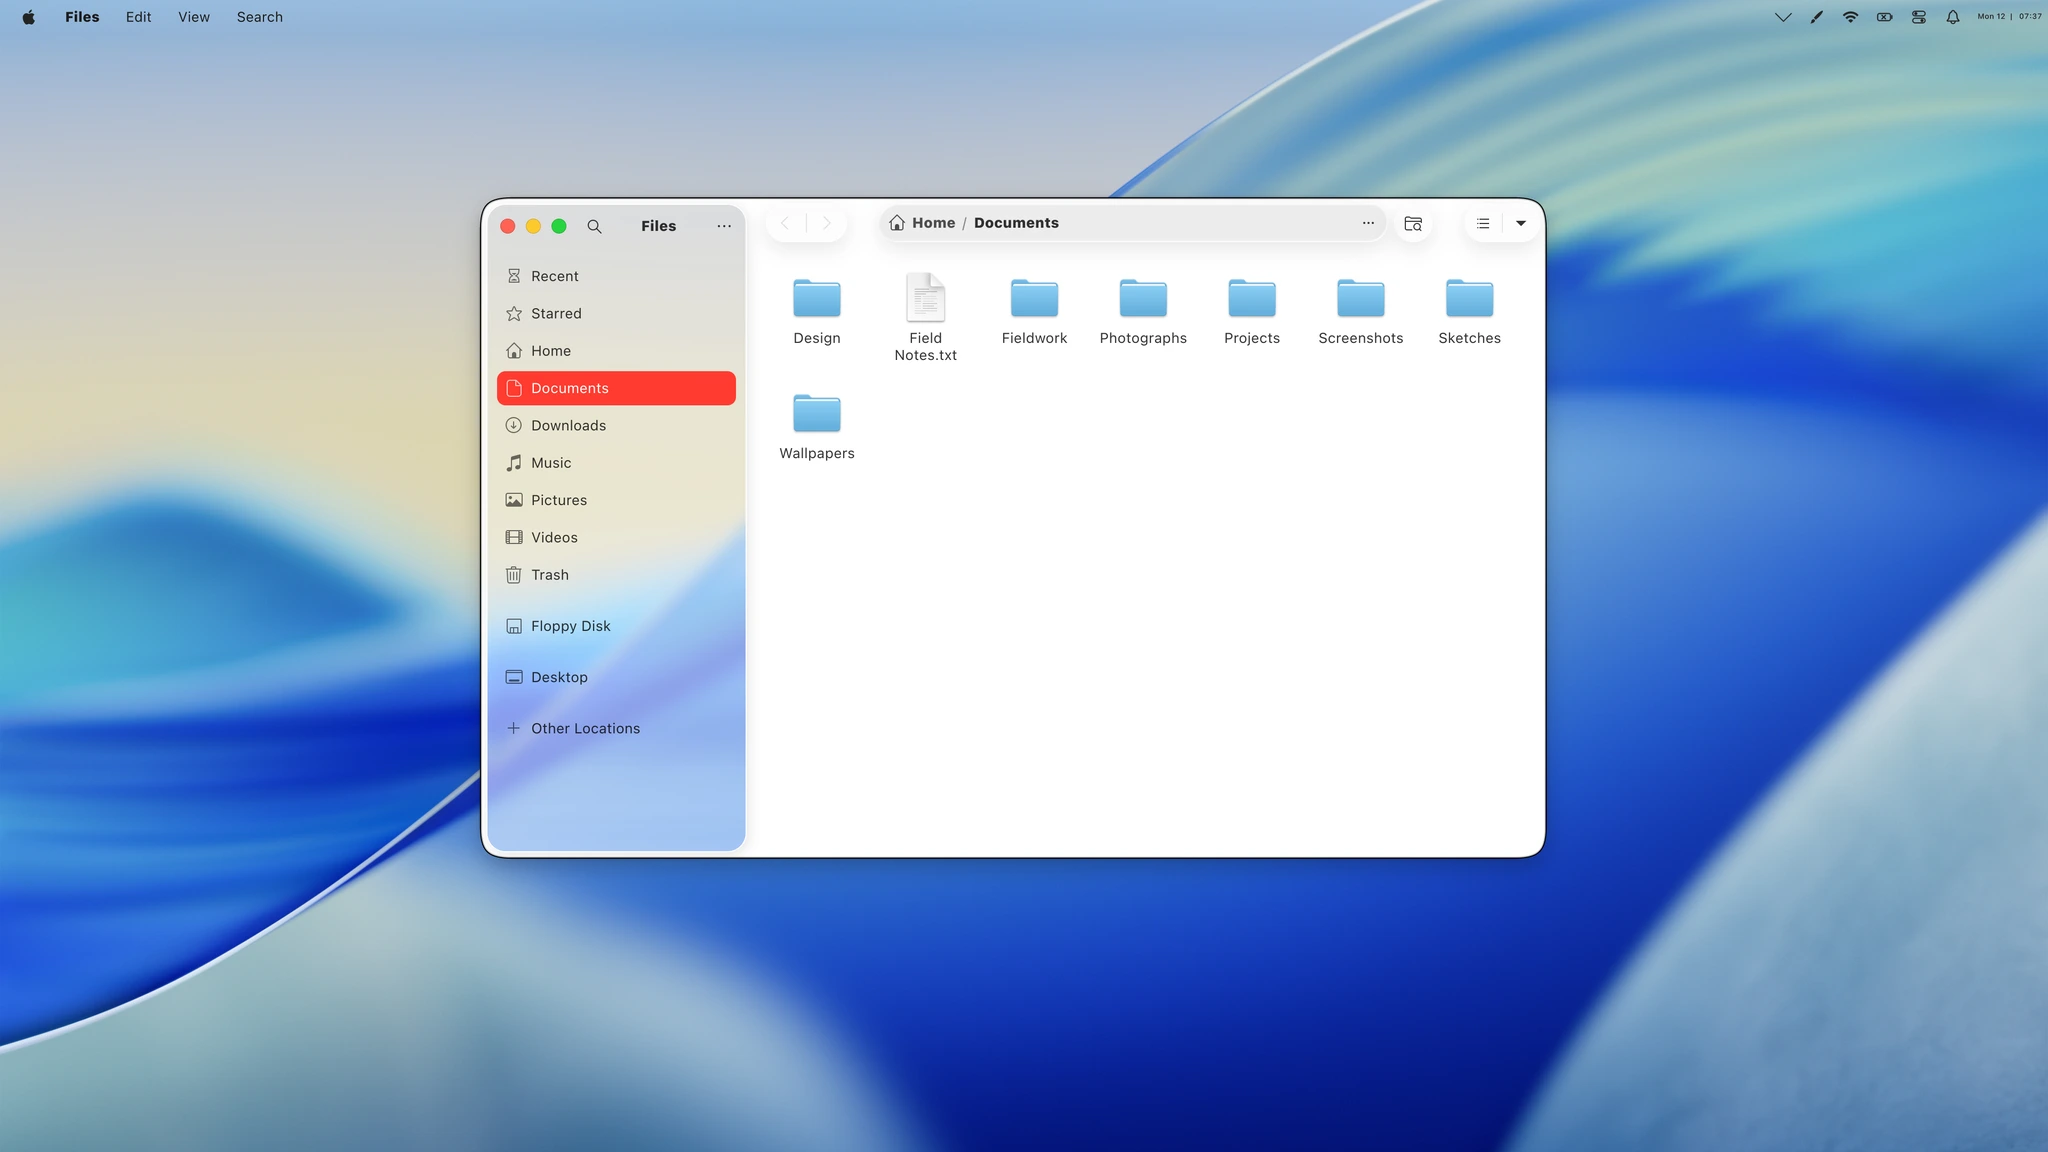 Files Edit View Search
Mon 12 | 07:37
Files
Home / Documents
Recent
Starred
Home
Documents
Downloads
Music
Pictures
Videos
Trash
Floppy Disk
Desktop
Other Locations
Design
Field
Notes.txt
Fieldwork
Photographs
Projects
Screenshots
Sketches
Wallpapers